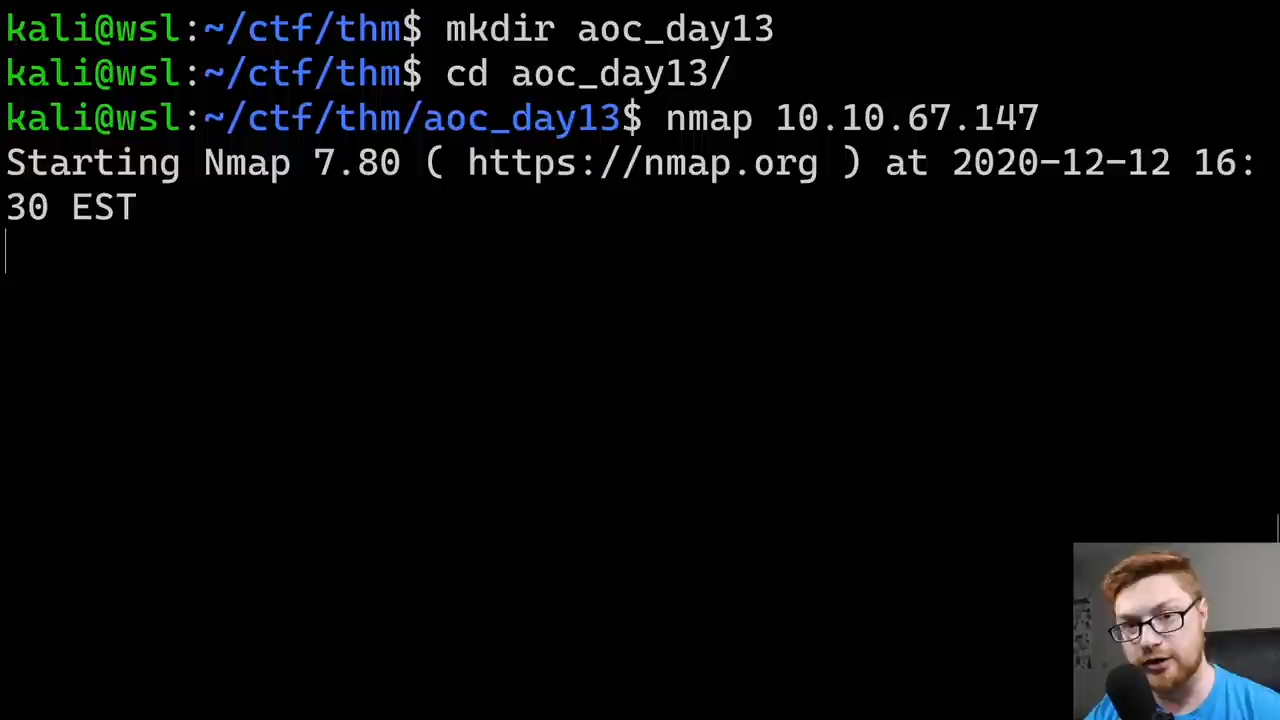 kali@wsl:~/ctf/thm$ mkdir aoc_day13
kali@wsl:~/ctf/thm$ cd aoc_day13/
kali@wsl:~/ctf/thm/aoc_day13$ nmap 10.10.67.147
Starting Nmap 7.80 ( https://nmap.org ) at 2020-12-12 16:
30 EST